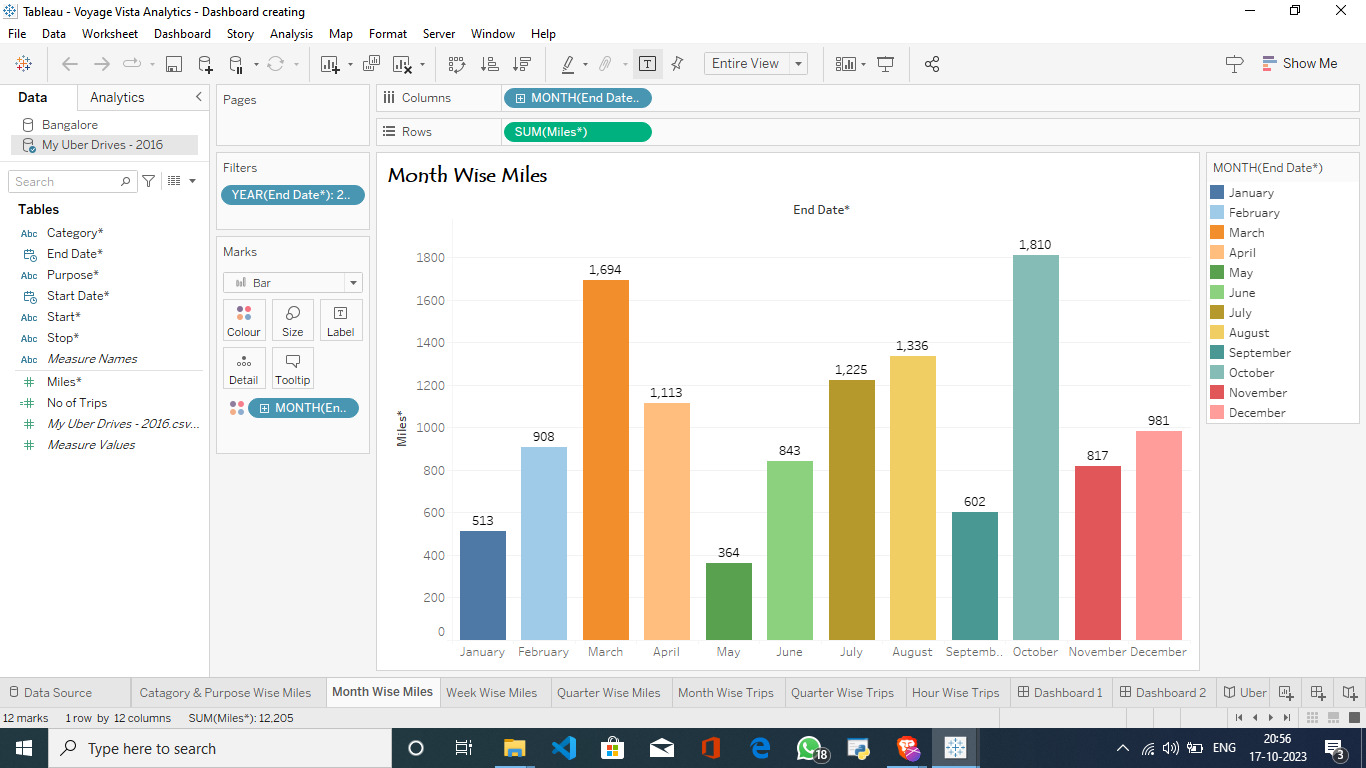 Tableau - Voyage Vista Analytics - Dashboard creating
File Data Worksheet Dashboard Story Analysis Map Format Server Window Help
Entire View
Show Me
Data Analytics
Bangalore
My Uber Drives - 2016
Search
Tables
Abc Category*
End Date*
Abc Purpose*
Start Date*
Abc Start*
Abc Stop*
Abc Measure Names
# Miles*
=# No of Trips
# My Uber Drives - 2016.csv...
# Measure Values
Pages
Filters
YEAR(End Date*): 2..
Marks
Bar
Colour Size Label
Detail Tooltip
MONTH(En..
Columns MONTH(End Date..
Rows SUM(Miles*)
Month Wise Miles
End Date*
Miles*
1800
1600
1400
1200
1000
800
600
400
200
0
513
908
1,694
1,113
364
843
1,225
1,336
602
1,810
817
981
January February March April May June July August Septemb.. October November December
MONTH(End Date*)
January
February
March
April
May
June
July
August
September
October
November
December
Data Source Catagory & Purpose Wise Miles Month Wise Miles Week Wise Miles Quarter Wise Miles Month Wise Trips Quarter Wise Trips Hour Wise Trips Dashboard 1 Dashboard 2 Uber
12 marks 1 row by 12 columns SUM(Miles*): 12,205
Type here to search
18
ENG
20:56
17-10-2023
3